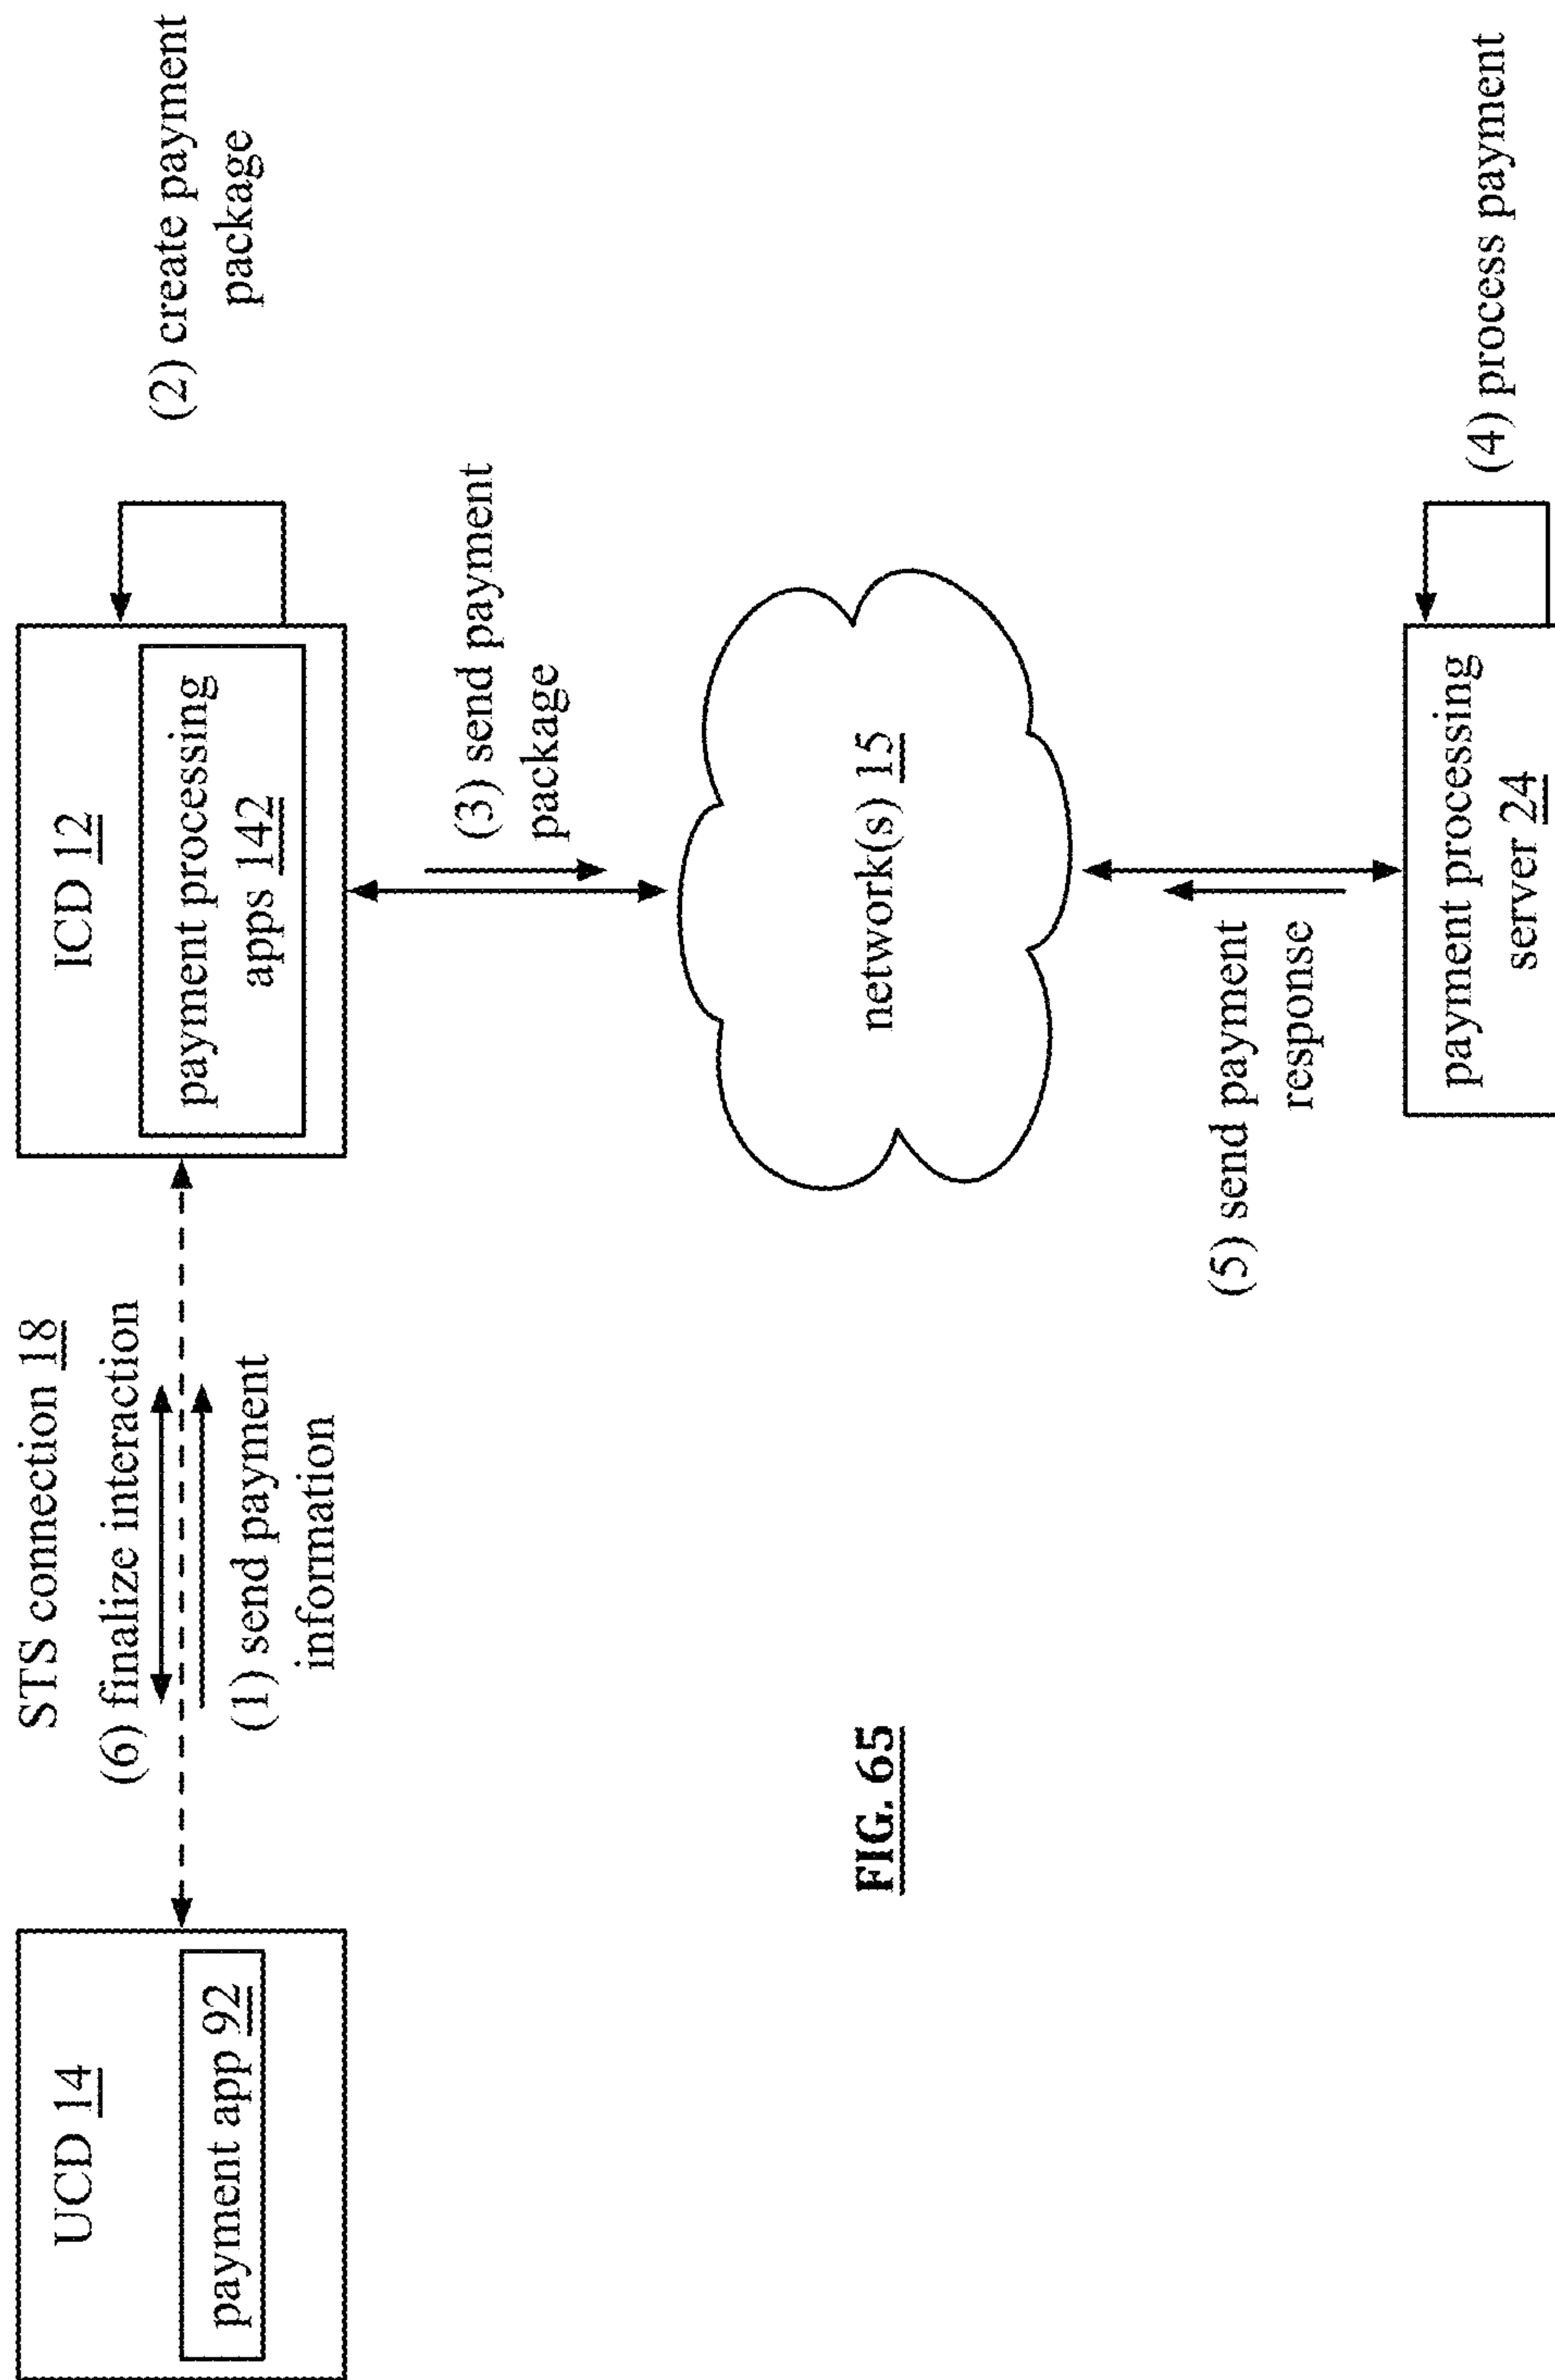 UCD 14
payment app 92
STS connection 18
(6) finalize interaction
(1) send payment
information
ICD 12
payment processing
apps 142
(2) create payment
package
(3) send payment
package
network(s) 15
(5) send payment
response
payment processing
server 24
(4) process payment
FIG. 65